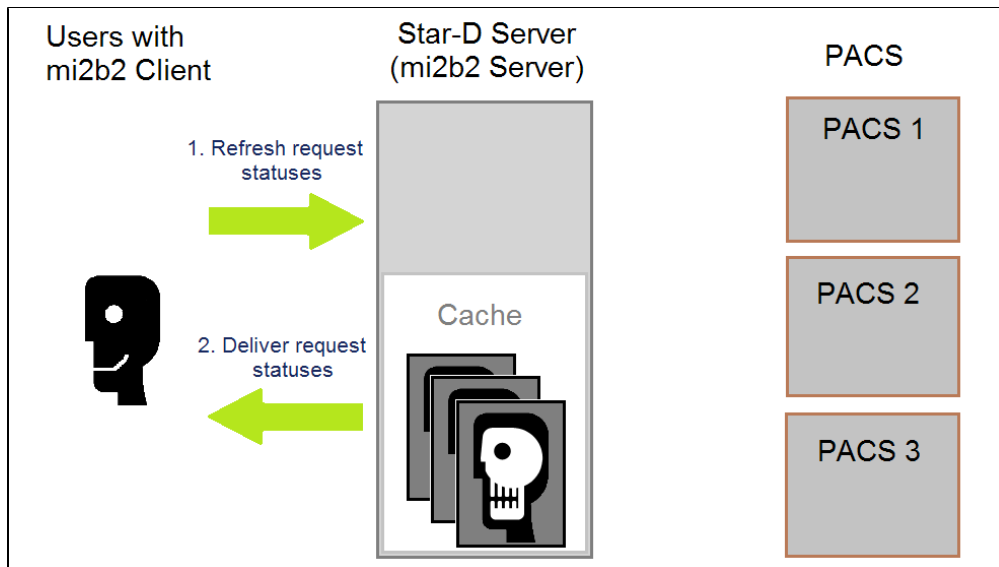 Users with
mi2b2 Client
Star-D Server
(mi2b2 Server)
PACS
1. Refresh request
statuses
2. Deliver request
statuses
Cache
PACS 1
PACS 2
PACS 3